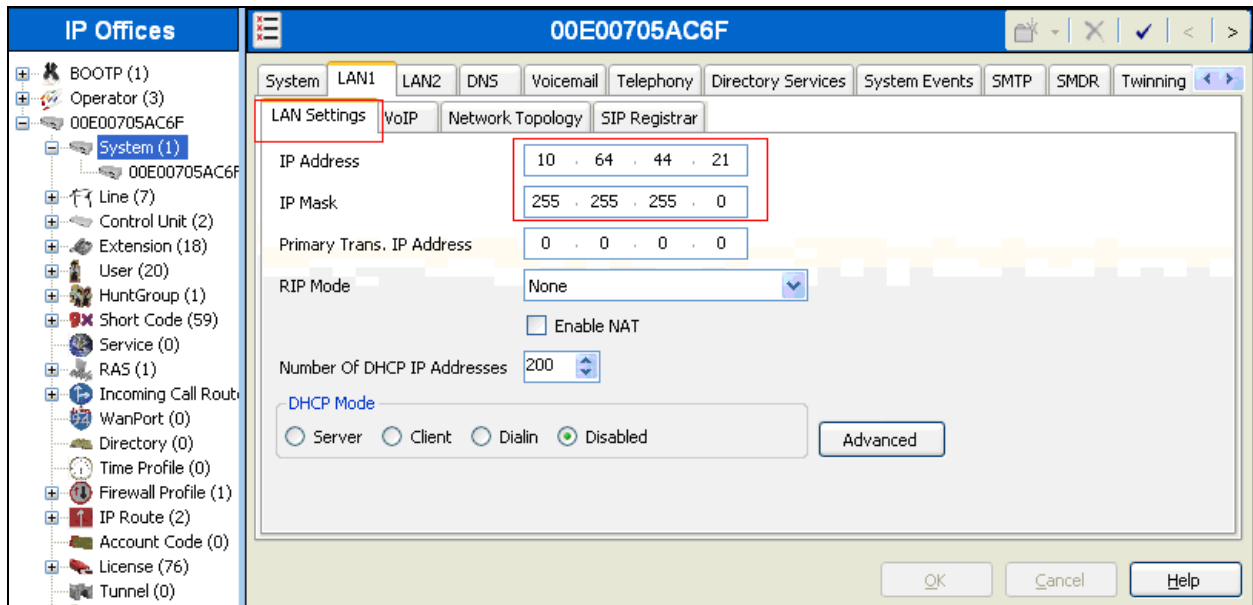 IP Offices
BOOTP (1)
Operator (3)
00E00705AC6F
System (1)
00E00705AC6F
Line (7)
Control Unit (2)
Extension (18)
User (20)
HuntGroup (1)
Short Code (59)
Service (0)
RAS (1)
Incoming Call Route
WanPort (0)
Directory (0)
Time Profile (0)
Firewall Profile (1)
IP Route (2)
Account Code (0)
License (76)
Tunnel (0)
00E00705AC6F
System LAN1 LAN2 DNS Voicemail Telephony Directory Services System Events SMTP SMDR Twinning
LAN Settings VoIP Network Topology SIP Registrar
IP Address 10 . 64 . 44 . 21
IP Mask 255 . 255 . 255 . 0
Primary Trans. IP Address 0 . 0 . 0 . 0
RIP Mode None
Enable NAT
Number Of DHCP IP Addresses 200
DHCP Mode
Server Client Dialin Disabled Advanced
OK Cancel Help